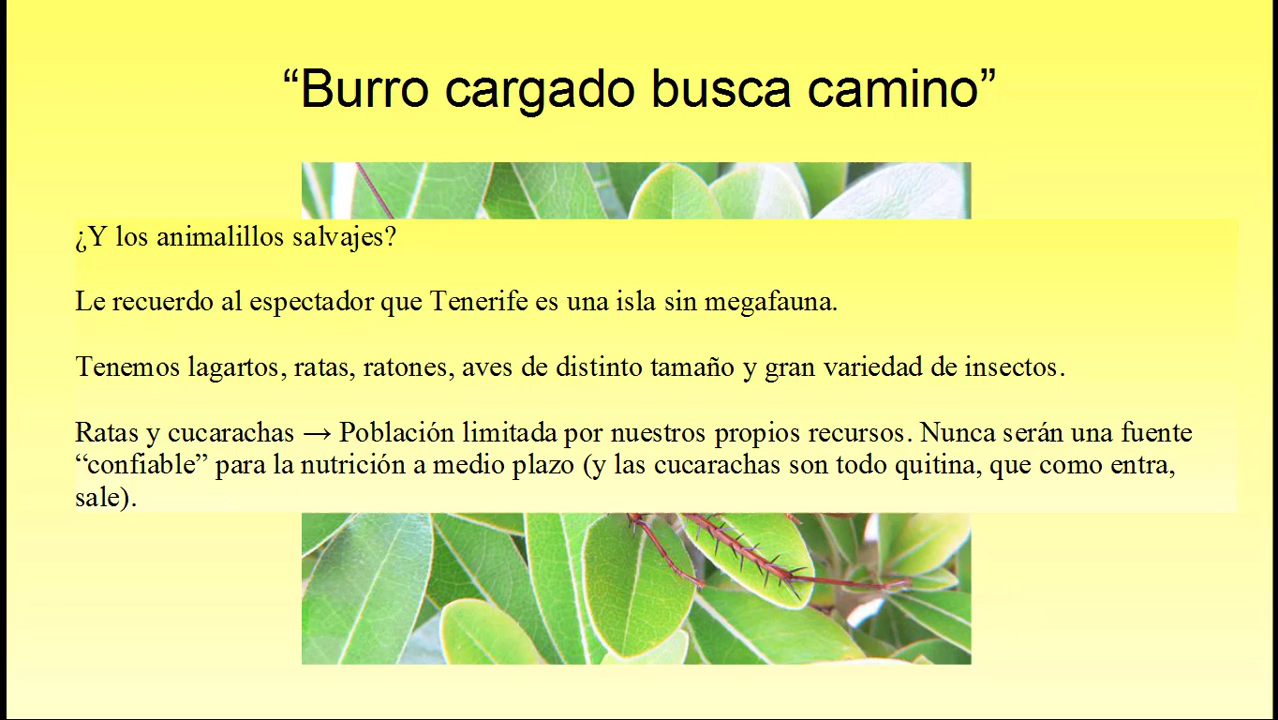 “Burro cargado busca camino”
¿Y los animalillos salvajes?
Le recuerdo al espectador que Tenerife es una isla sin megafauna.
Tenemos lagartos, ratas, ratones, aves de distinto tamaño y gran variedad de insectos.
Ratas y cucarachas → Población limitada por nuestros propios recursos. Nunca serán una fuente
“confiable” para la nutrición a medio plazo (y las cucarachas son todo quitina, que como entra,
sale).